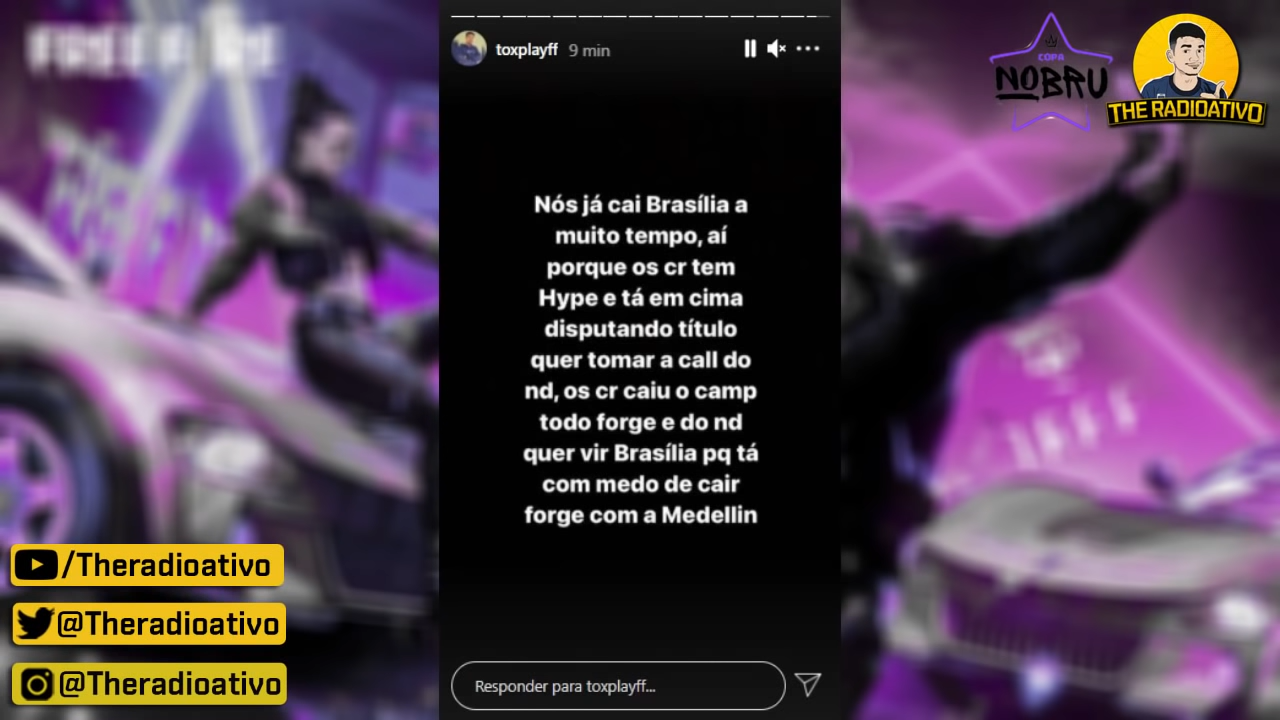 FREE FIRE
toxplayff 9 min
COPA
NOBRU
THE RADIOATIVO
Nós já cai Brasília a
muito tempo, aí
porque os cr tem
Hype e tá em cima
disputando título
quer tomar a call do
nd, os cr caiu o camp
todo forge e do nd
quer vir Brasília pq tá
com medo de cair
forge com a Medellin
/Theradioativo
@Theradioativo
@Theradioativo
Responder para toxplayff...